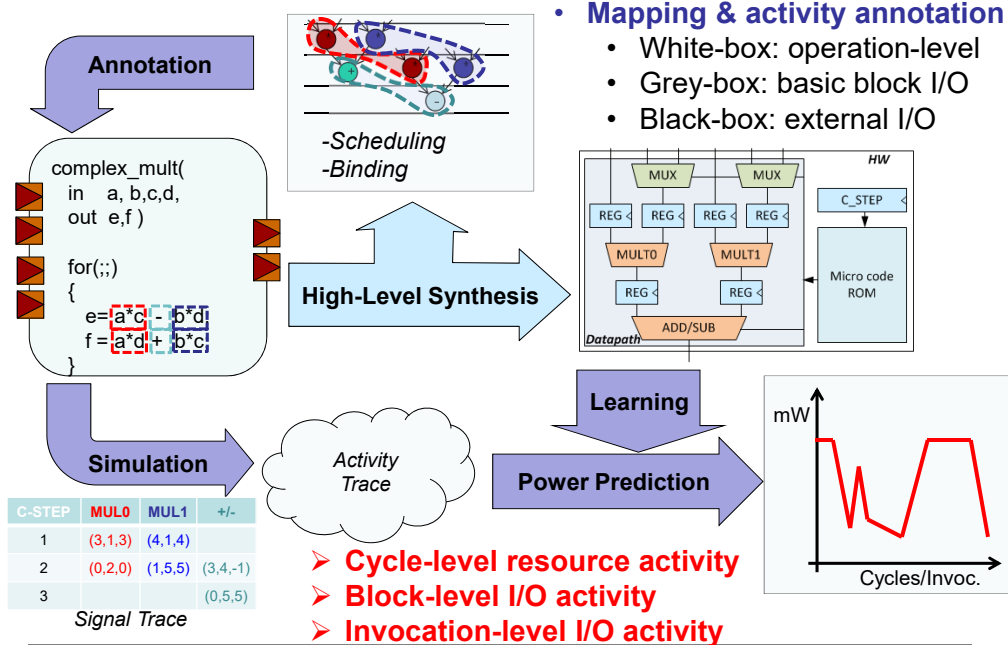 • Mapping & activity annotation
• White-box: operation-level
• Grey-box: basic block I/O
• Black-box: external I/O
Annotation
+
-
-Scheduling
-Binding
complex_mult(
in a, b,c,d,
out e,f )
for(;;)
{
e= a*c - b*d
f = a*d + b*c
}
High-Level Synthesis
HW
MUX
MUX
REG
REG
REG
REG
C_STEP
MULT0
MULT1
Micro code
ROM
REG
REG
ADD/SUB
Datapath
Learning
Simulation
Activity
Trace
Power Prediction
mW
Cycles/Invoc.
C-STEP MUL0 MUL1 +/-
1 (3,1,3) (4,1,4)
2 (0,2,0) (1,5,5) (3,4,-1)
3 (0,5,5)
Signal Trace
➢ Cycle-level resource activity
➢ Block-level I/O activity
➢ Invocation-level I/O activity